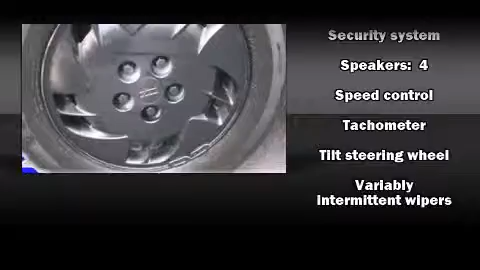 Security system
Speakers: 4
Speed control
Tachometer
Tilt steering wheel
Variably
intermittent wipers